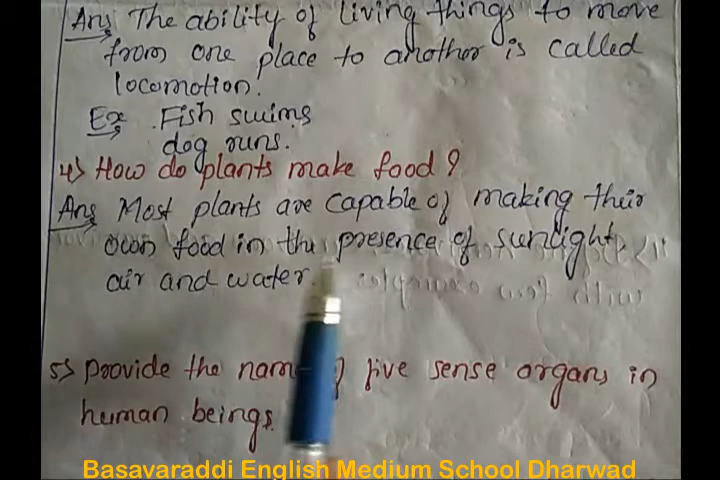 Ans The ability of living things to move
from one place to another is called
locomotion.
Ex Fish swims
dog runs.
4) How do plants make food?
Ans Most plants are capable of making their
own food in the presence of sunlight,
air and water.
5) Provide the name of five sense organs in
human beings.
Basavaraddi English Medium School Dharwad